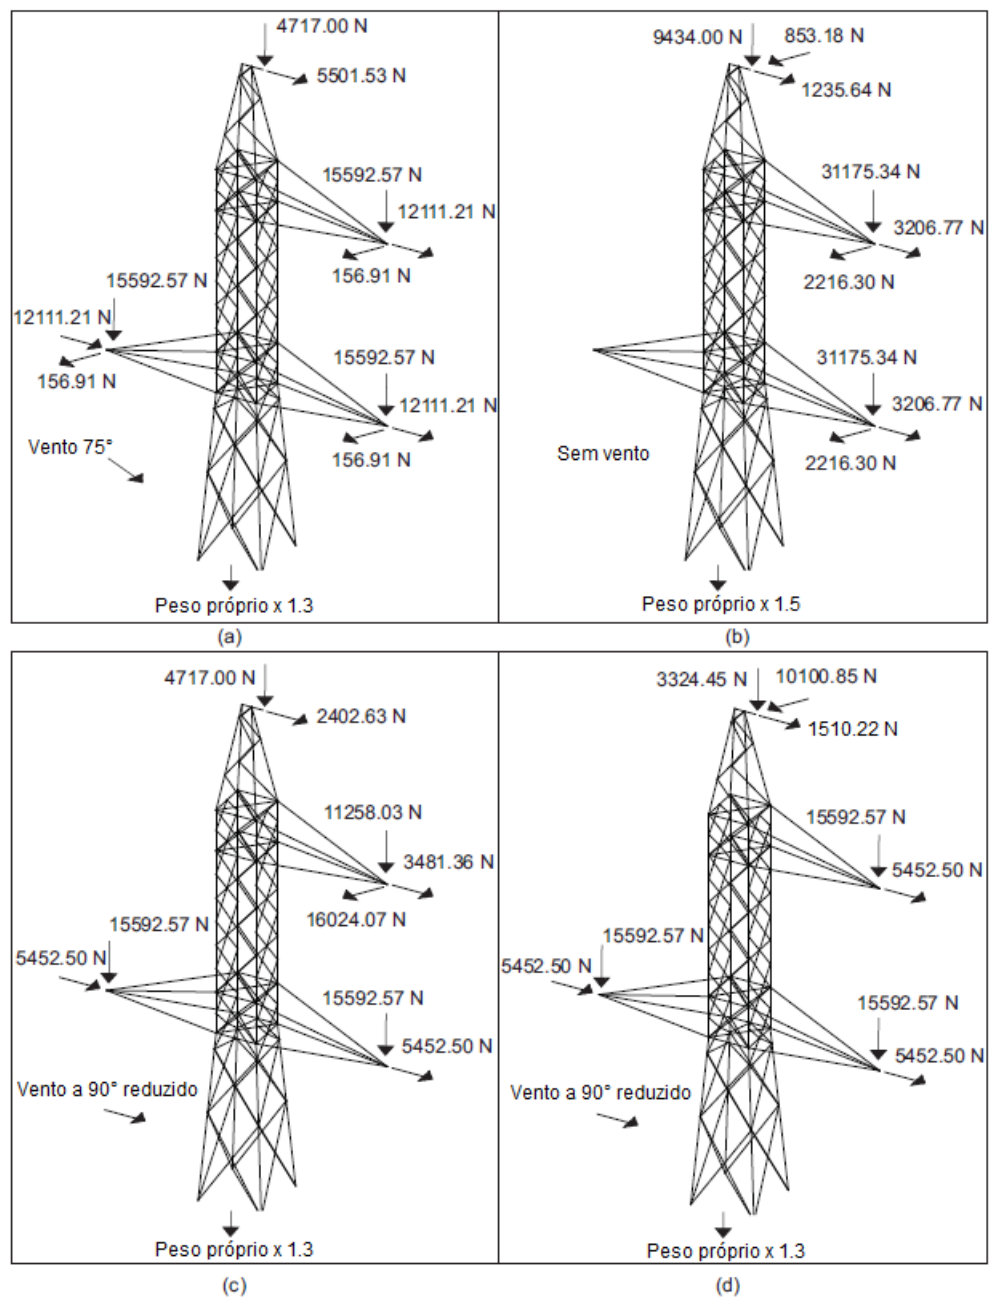 4717.00 N
5501.53 N
15592.57 N
12111.21 N
156.91 N
15592.57 N
12111.21 N
156.91 N
15592.57 N
12111.21 N
156.91 N
Vento 75°
Peso próprio x 1.3
(a)
9434.00 N
853.18 N
1235.64 N
31175.34 N
3206.77 N
2216.30 N
31175.34 N
3206.77 N
2216.30 N
Sem vento
Peso próprio x 1.5
(b)
4717.00 N
2402.63 N
11258.03 N
3481.36 N
16024.07 N
15592.57 N
5452.50 N
15592.57 N
5452.50 N
Vento a 90° reduzido
Peso próprio x 1.3
(c)
3324.45 N
10100.85 N
1510.22 N
15592.57 N
5452.50 N
15592.57 N
5452.50 N
15592.57 N
5452.50 N
Vento a 90° reduzido
Peso próprio x 1.3
(d)